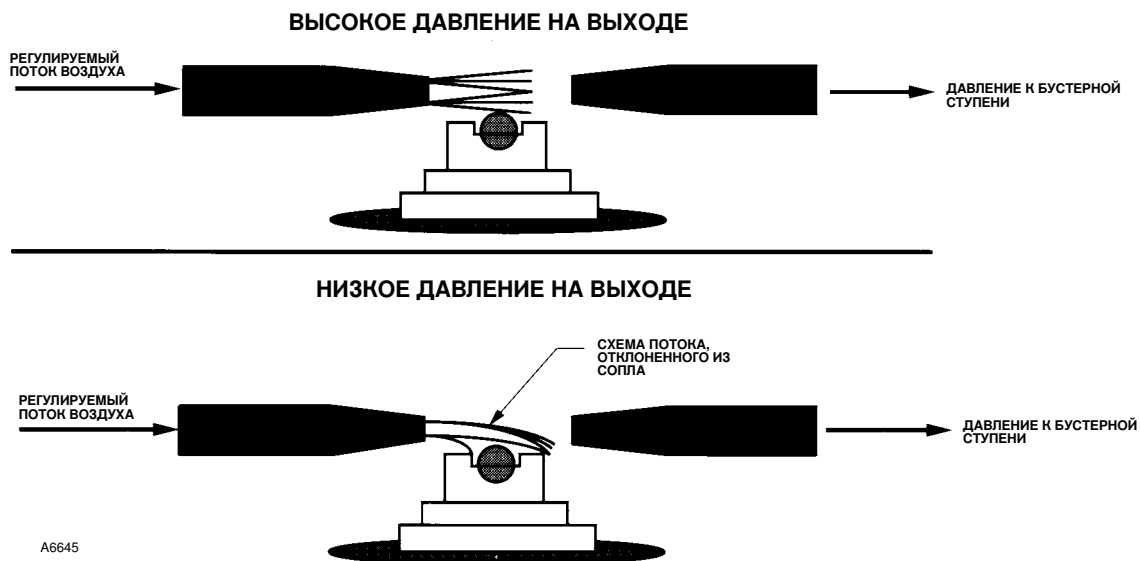 ВЫСОКОЕ ДАВЛЕНИЕ НА ВЫХОДЕ
РЕГУЛИРУЕМЫЙ
ПОТОК ВОЗДУХА
ДАВЛЕНИЕ К БУСТЕРНОЙ
СТУПЕНИ
НИЗКОЕ ДАВЛЕНИЕ НА ВЫХОДЕ
СХЕМА ПОТОКА,
ОТКЛОНЕННОГО ИЗ
СОПЛА
РЕГУЛИРУЕМЫЙ
ПОТОК ВОЗДУХА
ДАВЛЕНИЕ К БУСТЕРНОЙ
СТУПЕНИ
A6645